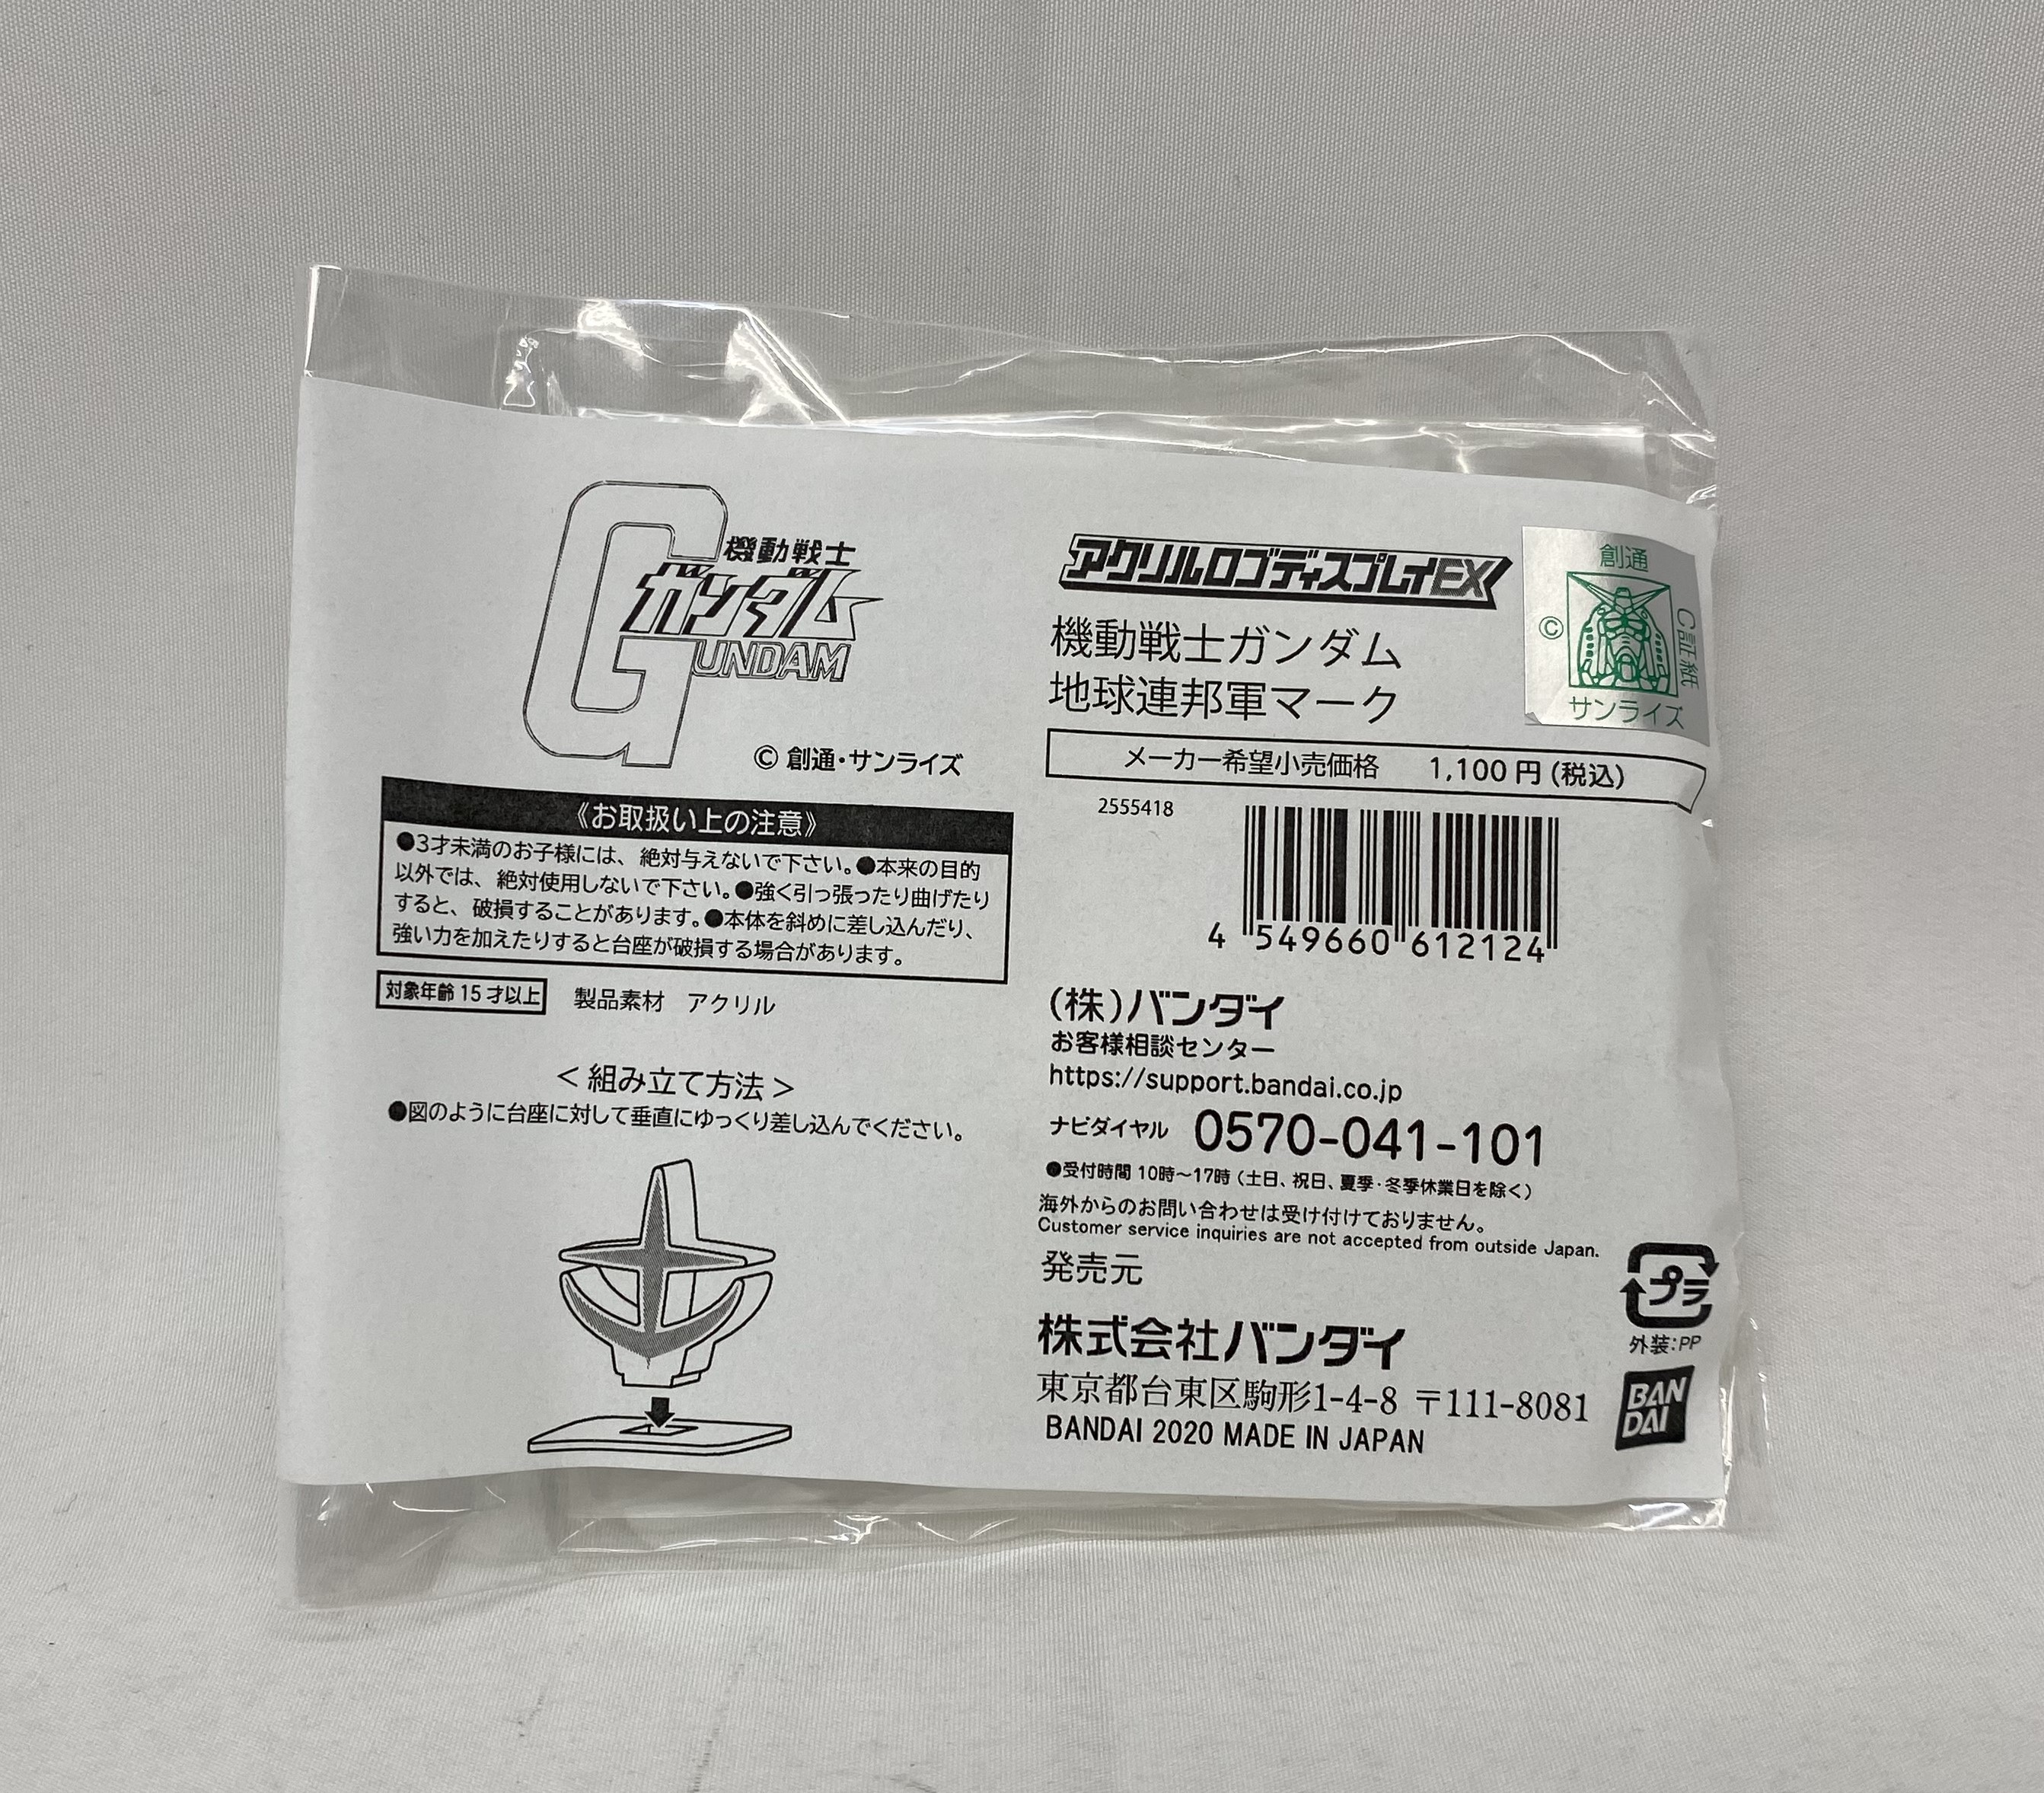 機動戦士
ガンダム
GUNDAM
© 創通・サンライズ
《お取扱い上の注意》
●3才未満のお子様には、絶対与えないで下さい。●本来の目的
以外では、絶対使用しないで下さい。●強く引っ張ったり曲げたり
すると、破損することがあります。●本体を斜めに差し込んだり、
強い力を加えたりすると台座が破損する場合があります。
対象年齢 15 才以上
製品素材 アクリル
＜組み立て方法＞
●図のように台座に対して垂直にゆっくり差し込んでください。
アクリルロゴディスプレイEX
機動戦士ガンダム
地球連邦軍マーク
創通
©
C証紙
サンライズ
メーカー希望小売価格 1,100 円 (税込)
2555418
4 549660 612124
(株)バンダイ
お客様相談センター
https://support.bandai.co.jp
ナビダイヤル 0570-041-101
●受付時間 10時〜17時 (土日、祝日、夏季・冬季休業日を除く)
海外からのお問い合わせは受け付けておりません。
Customer service inquiries are not accepted from outside Japan.
発売元
株式会社バンダイ
東京都台東区駒形1-4-8 〒111-8081
BANDAI 2020 MADE IN JAPAN
プラ
外装:PP
BAN
DAI